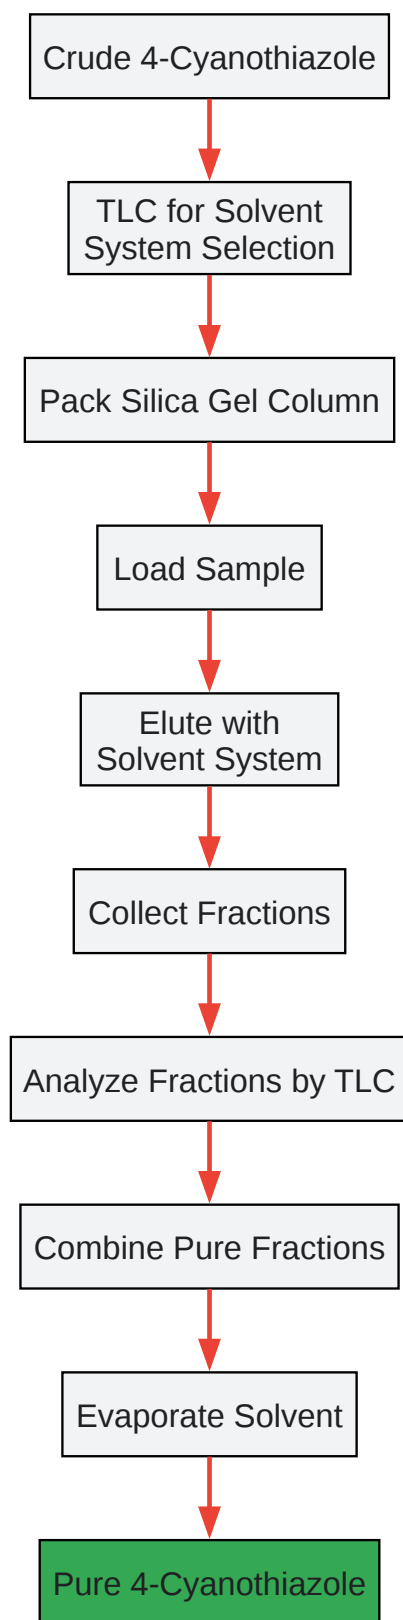 Crude 4-Cyanothiazole
TLC for Solvent
System Selection
Pack Silica Gel Column
Load Sample
Elute with
Solvent System
Collect Fractions
Analyze Fractions by TLC
Combine Pure Fractions
Evaporate Solvent
Pure 4-Cyanothiazole